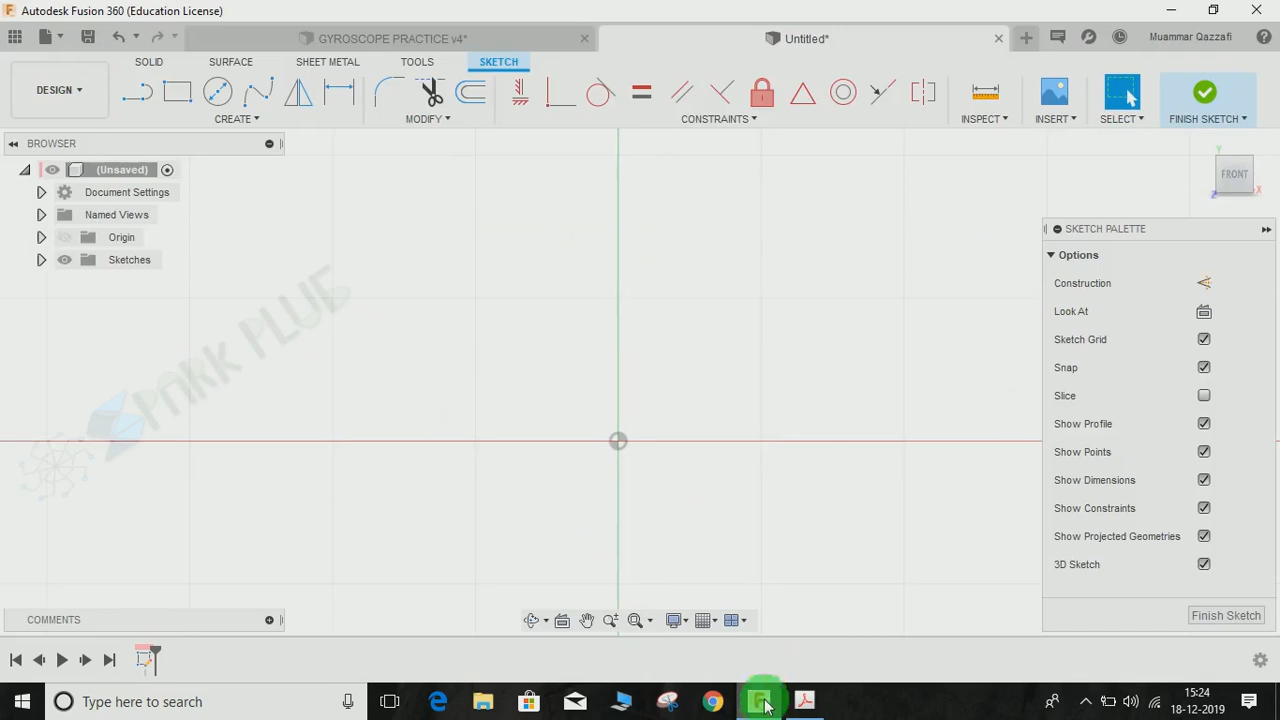 Autodesk Fusion 360 (Education License)
GYROSCOPE PRACTICE v4*
Untitled*
Muammar Qazzafi
SOLID SURFACE SHEET METAL TOOLS SKETCH
DESIGN
CREATE MODIFY CONSTRAINTS INSPECT INSERT SELECT FINISH SKETCH
BROWSER
(Unsaved)
Document Settings
Named Views
Origin
Sketches
Y
FRONT
X
Z
SKETCH PALETTE
Options
Construction
Look At
Sketch Grid
Snap
Slice
Show Profile
Show Points
Show Dimensions
Show Constraints
Show Projected Geometries
3D Sketch
Finish Sketch
SPARK PLUE
COMMENTS
Type here to search
15:24
18-12-2019